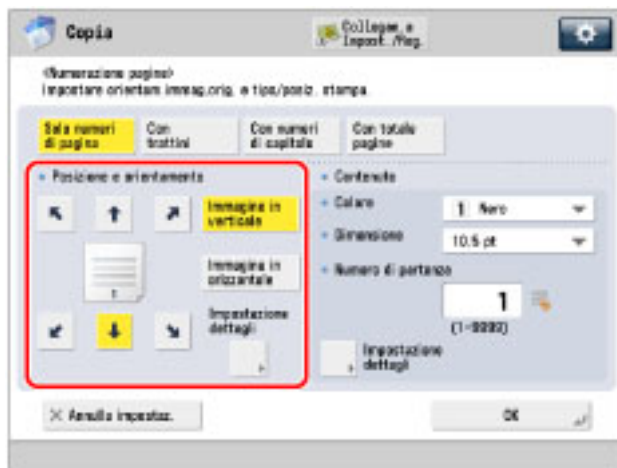 Copia
Collegam. a
Impost./Reg.
<Numerazione pagine>
Impostare orientam immag.orig. e tipo/posiz. stampa.
Solo numeri
di pagina
Con
trattini
Con numeri
di capitolo
Con totale
pagine
Posizione e orientamento
Immagine in
verticale
Immagine in
orizzontale
Impostazione
dettagli
1
Contenuto
Colore
1 Nero
Dimensione
10,5 pt
Numero di partenza
1
(1-9999)
Impostazione
dettagli
Annulla impostaz.
OK